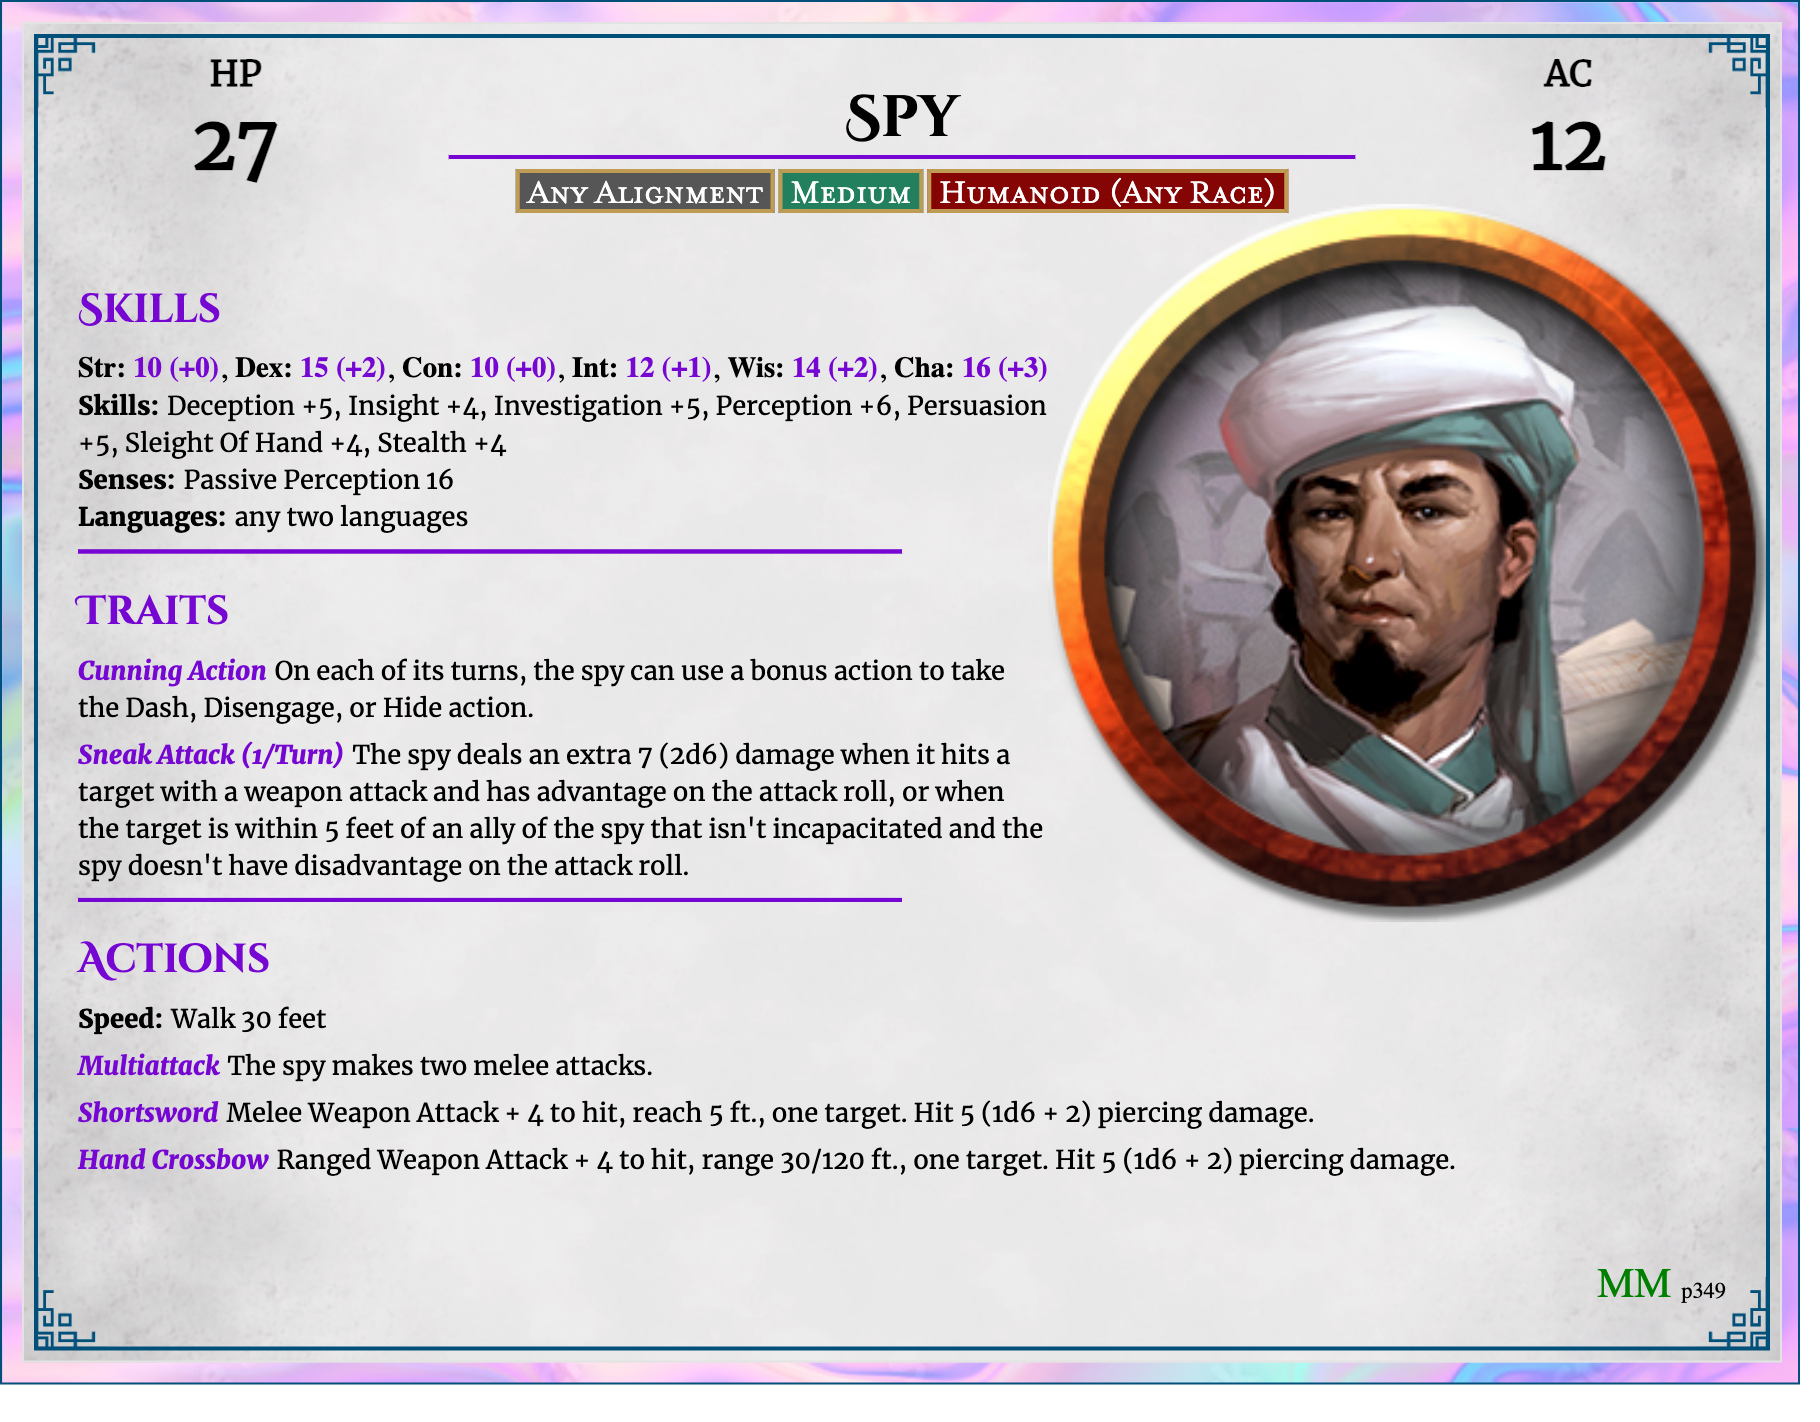 HP
27
Spy
AC
12
Any Alignment Medium Humanoid (Any Race)
Skills
Str: 10 (+0), Dex: 15 (+2), Con: 10 (+0), Int: 12 (+1), Wis: 14 (+2), Cha: 16 (+3)
Skills: Deception +5, Insight +4, Investigation +5, Perception +6, Persuasion
+5, Sleight Of Hand +4, Stealth +4
Senses: Passive Perception 16
Languages: any two languages
Traits
Cunning Action On each of its turns, the spy can use a bonus action to take
the Dash, Disengage, or Hide action.
Sneak Attack (1/Turn) The spy deals an extra 7 (2d6) damage when it hits a
target with a weapon attack and has advantage on the attack roll, or when
the target is within 5 feet of an ally of the spy that isn't incapacitated and the
spy doesn't have disadvantage on the attack roll.
Actions
Speed: Walk 30 feet
Multiattack The spy makes two melee attacks.
Shortsword Melee Weapon Attack + 4 to hit, reach 5 ft., one target. Hit 5 (1d6 + 2) piercing damage.
Hand Crossbow Ranged Weapon Attack + 4 to hit, range 30/120 ft., one target. Hit 5 (1d6 + 2) piercing damage.
MM p349